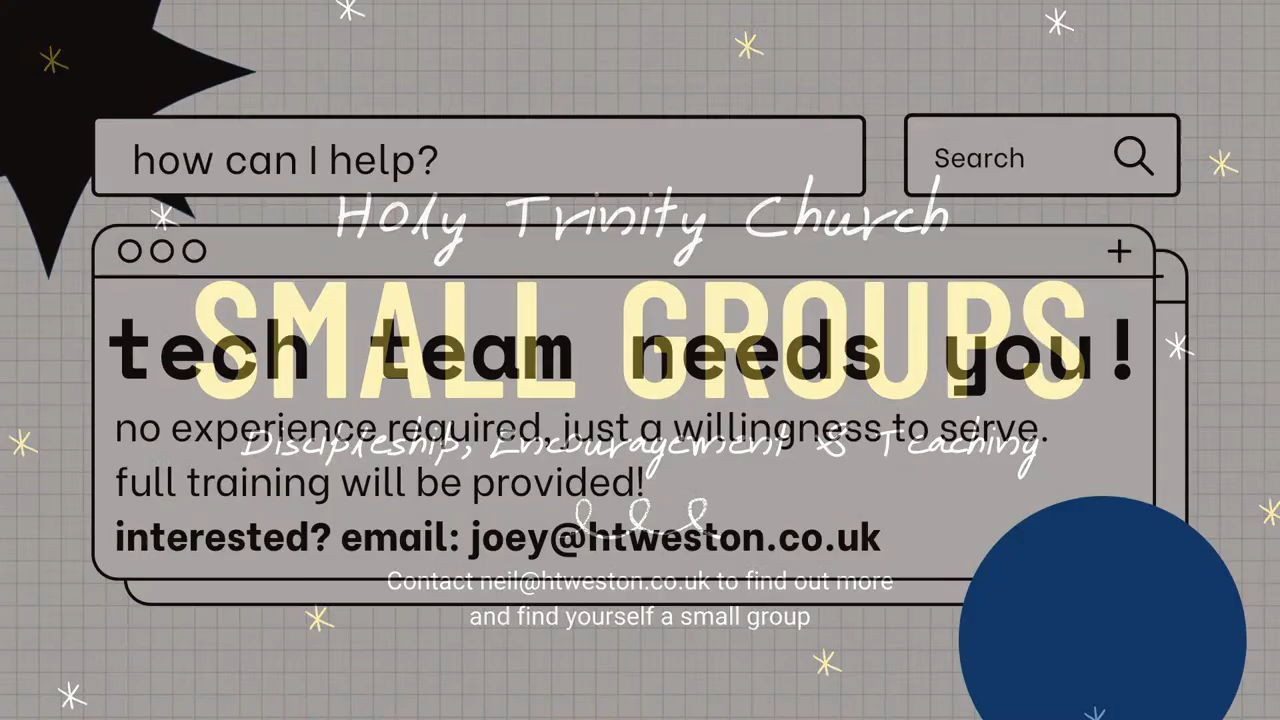 how can I help?
Search
Holy Trinity Church
SMALL GROUPS
tech team needs you!
no experience required, just a willingness to serve.
Discipleship, Encouragement & Teaching
full training will be provided!
interested? email: joey@htweston.co.uk
Contact neil@htweston.co.uk to find out more
and find yourself a small group